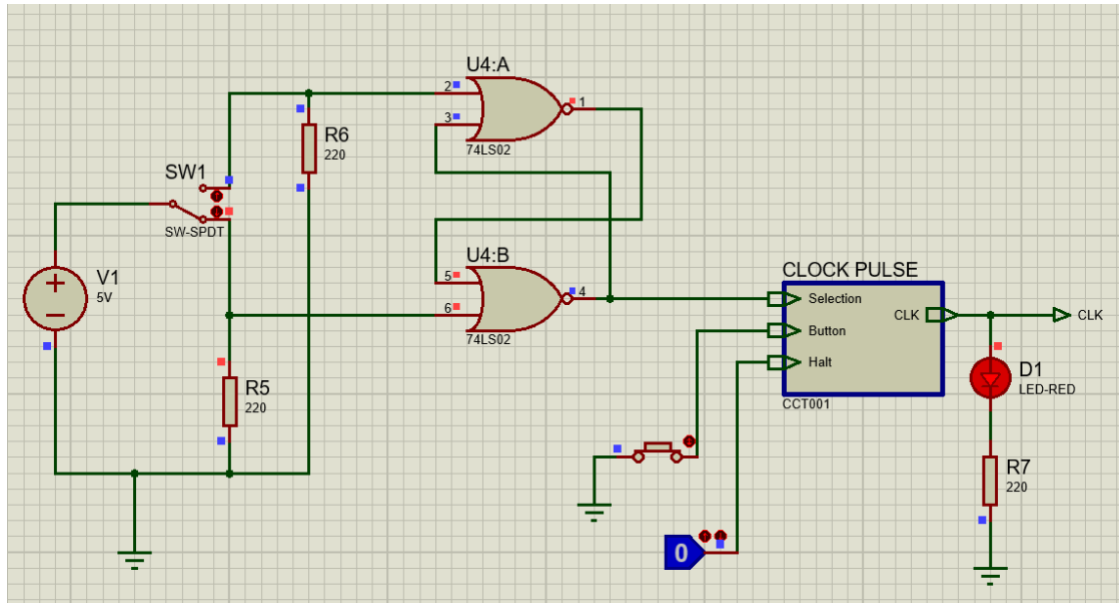 U4:A
2
3
1
74LS02
R6
220
SW1
SW-SPDT
V1
5V
U4:B
5
6
4
74LS02
CLOCK PULSE
Selection
Button
Halt
CLK
CLK
CCT001
R5
220
D1
LED-RED
R7
220
0